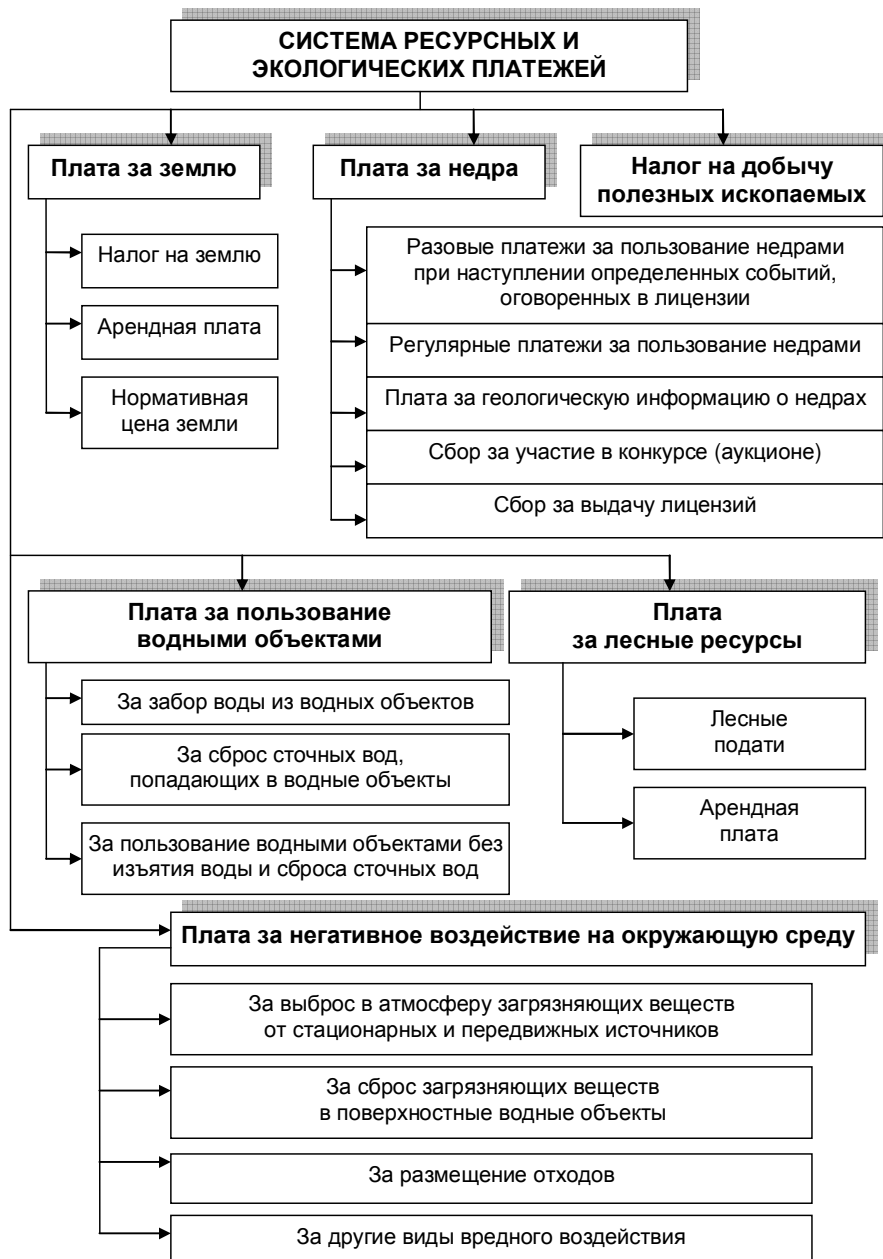 СИСТЕМА РЕСУРСНЫХ И
ЭКОЛОГИЧЕСКИХ ПЛАТЕЖЕЙ
Плата за землю
Плата за недра
Налог на добычу
полезных ископаемых
Налог на землю
Арендная плата
Нормативная
цена земли
Разовые платежи за пользование недрами
при наступлении определенных событий,
оговоренных в лицензии
Регулярные платежи за пользование недрами
Плата за геологическую информацию о недрах
Сбор за участие в конкурсе (аукционе)
Сбор за выдачу лицензий
Плата за пользование
водными объектами
Плата
за лесные ресурсы
За забор воды из водных объектов
За сброс сточных вод,
попадающих в водные объекты
За пользование водными объектами без
изъятия воды и сброса сточных вод
Лесные
подати
Арендная
плата
Плата за негативное воздействие на окружающую среду
За выброс в атмосферу загрязняющих веществ
от стационарных и передвижных источников
За сброс загрязняющих веществ
в поверхностные водные объекты
За размещение отходов
За другие виды вредного воздействия